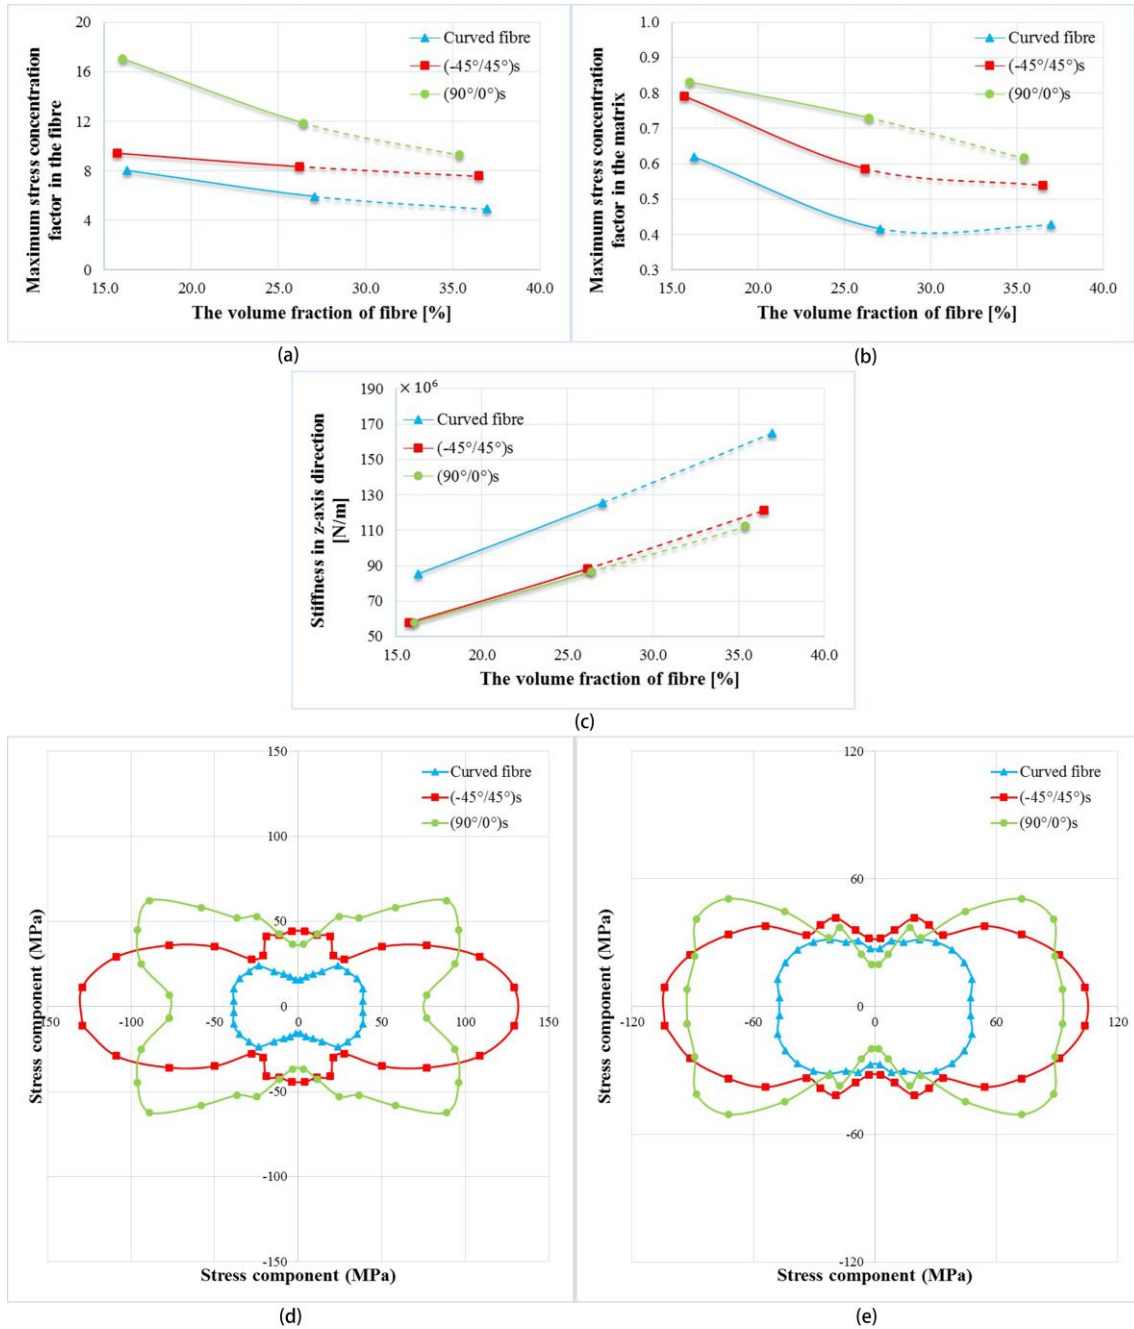 Maximum stress concentration
factor in the fibre
20
16
12
8
4
0
15.0 20.0 25.0 30.0 35.0 40.0
The volume fraction of fibre [%]
Curved fibre
(-45°/45°)s
(90°/0°)s
(a)
Maximum stress concentration
factor in the matrix
1.0
0.9
0.8
0.7
0.6
0.5
0.4
0.3
15.0 20.0 25.0 30.0 35.0 40.0
The volume fraction of fibre [%]
Curved fibre
(-45°/45°)s
(90°/0°)s
(b)
Stiffness in z-axis direction
[N/m]
190
170
150
130
110
90
70
50
×10⁶
15.0 20.0 25.0 30.0 35.0 40.0
The volume fraction of fibre [%]
Curved fibre
(-45°/45°)s
(90°/0°)s
(c)
Stress component (MPa)
150
100
50
0
-50
-100
-150
-150 -100 -50 0 50 100 150
Stress component (MPa)
Curved fibre
(-45°/45°)s
(90°/0°)s
(d)
Stress component (MPa)
120
60
0
-60
-120
-120 -60 0 60 120
Stress component (MPa)
Curved fibre
(-45°/45°)s
(90°/0°)s
(e)